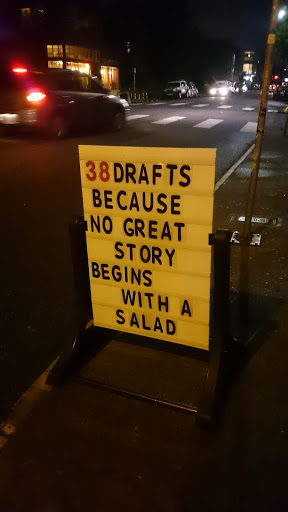 38 DRAFTS
BECAUSE
NO GREAT
STORY
BEGINS
WITH A
SALAD